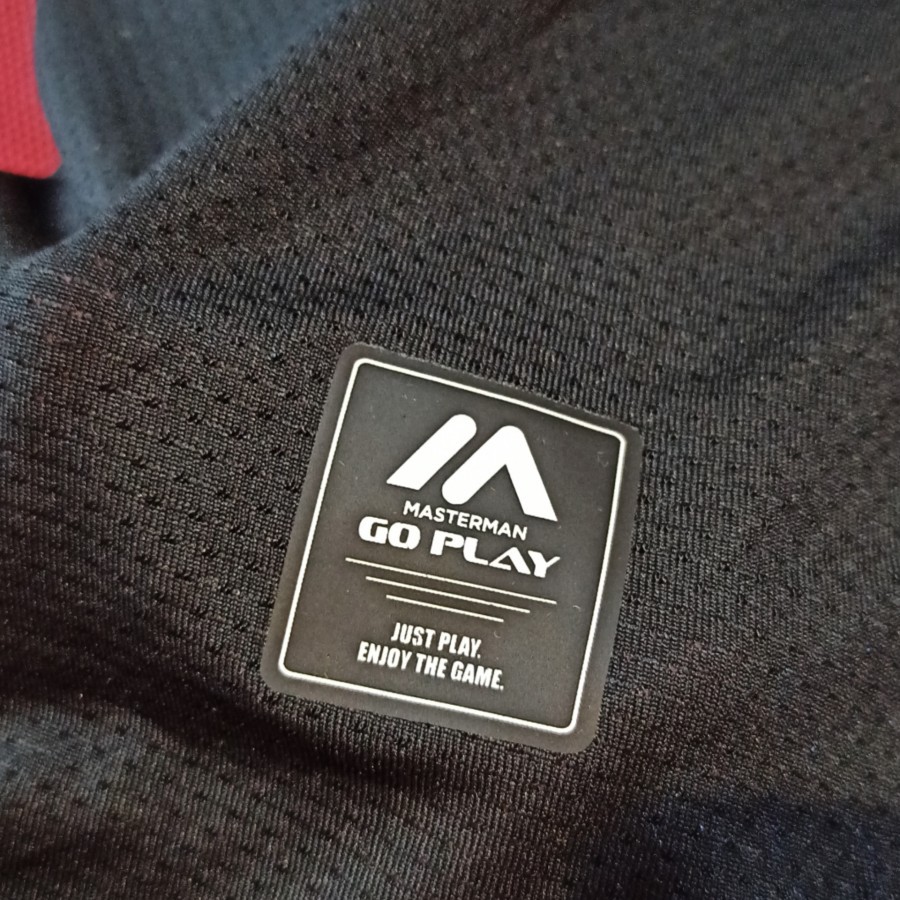 MASTERMAN
GO PLAY
JUST PLAY.
ENJOY THE GAME.